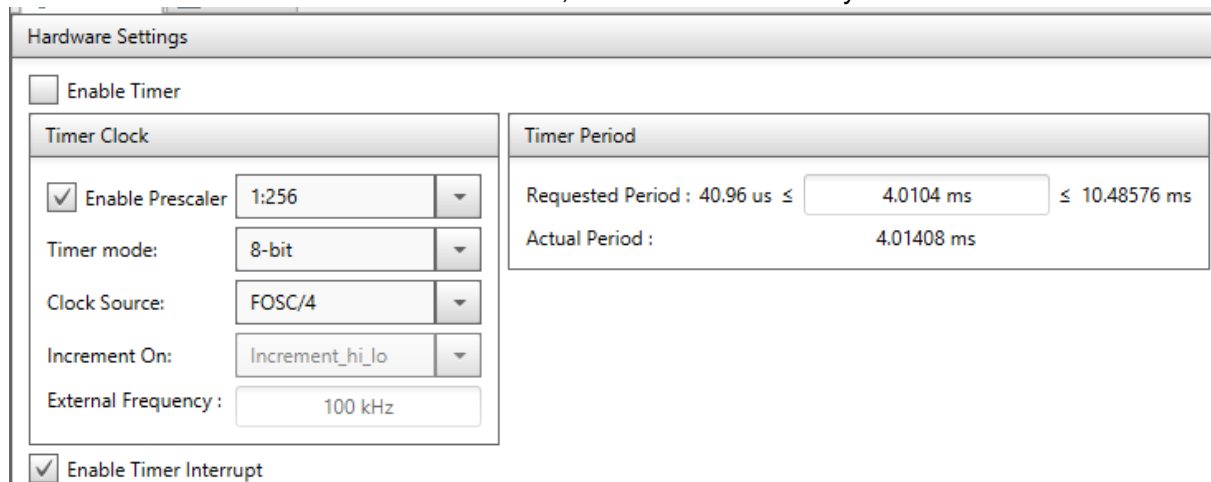 Hardware Settings
Enable Timer
Timer Clock
Timer Period
Enable Prescaler 1:256
Requested Period : 40.96 us ≤ 4.0104 ms ≤ 10.48576 ms
Timer mode: 8-bit
Actual Period : 4.01408 ms
Clock Source: FOSC/4
Increment On: Increment_hi_lo
External Frequency : 100 kHz
Enable Timer Interrupt